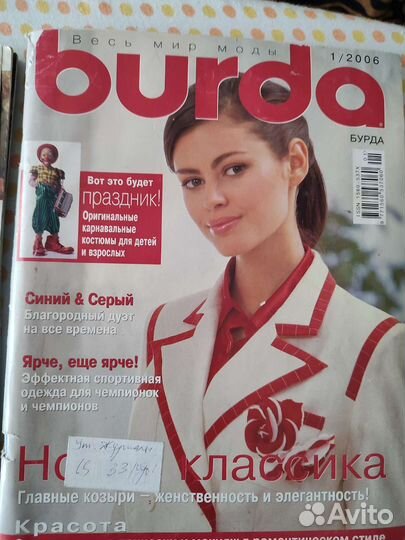 Весь мир моды
burda
1/2006
БУРДА
Вот это будет
праздник!
Оригинальные
карнавальные
костюмы для детей
и взрослых
Синий & Серый
Благородный дуэт
на все времена
Ярче, еще ярче!
Эффектная спортивная
одежда для чемпионок
и чемпионов
классика
Главные козыри – женственность и элегантность!
Красота
в романтическом стиле
Avito